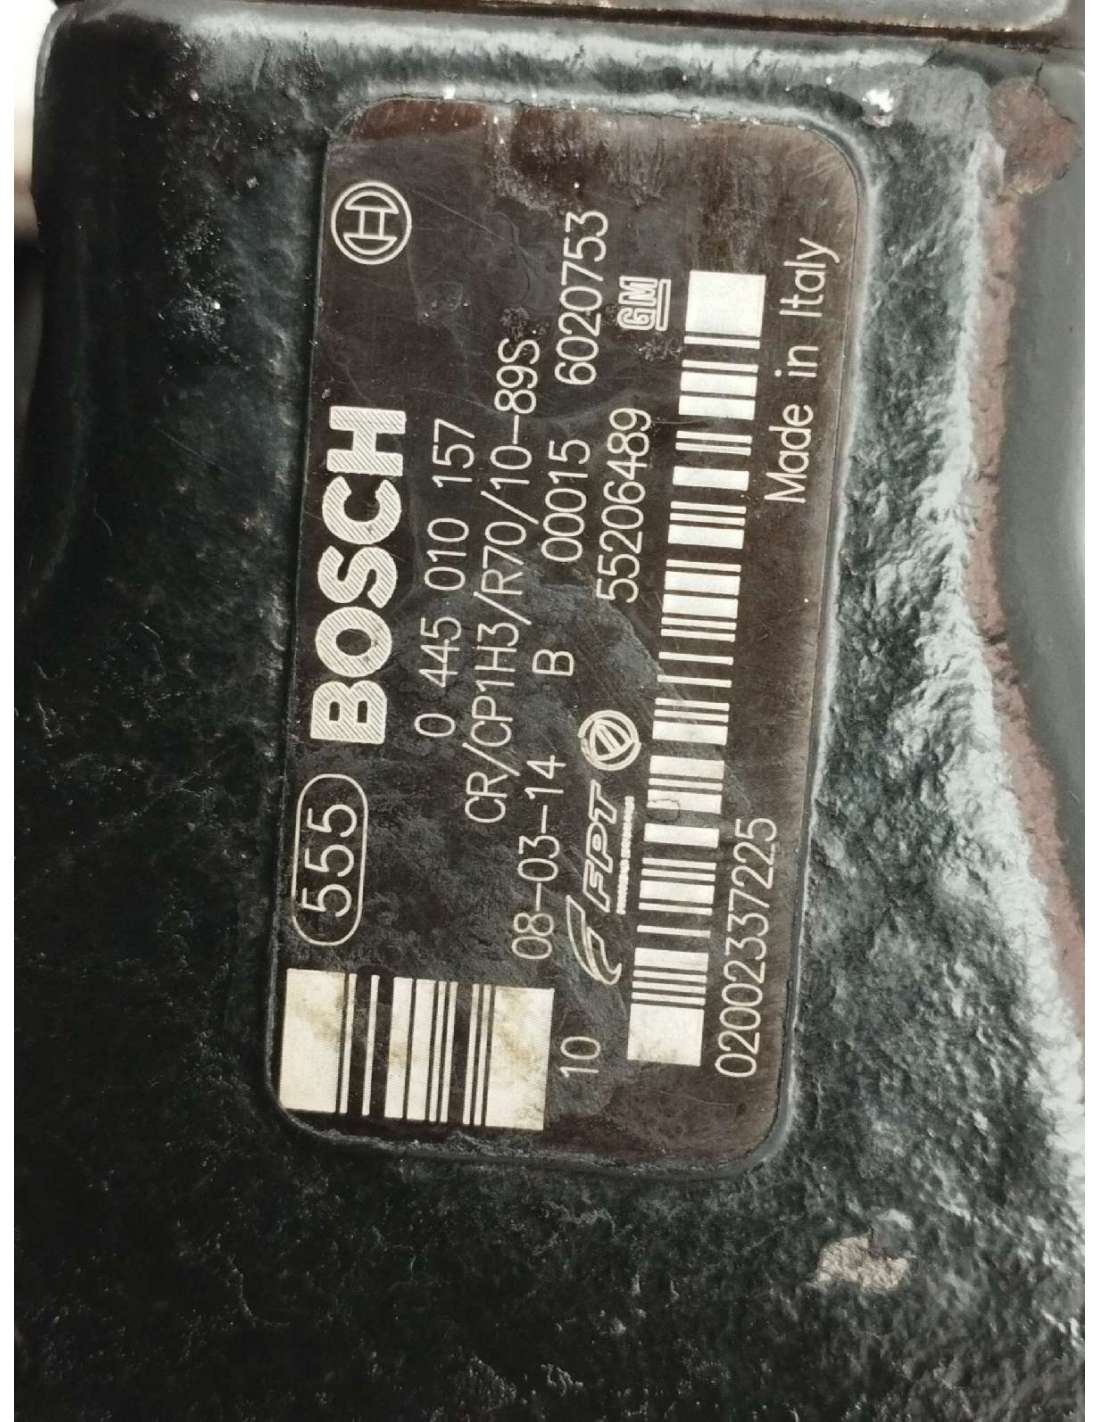 555 BOSCH
0 445 010 157
CR/CP1H3/R70/10-89S
08-03-14 B 00015 6020753
10 FPT 55206489 GM
02002337225 Made in Italy